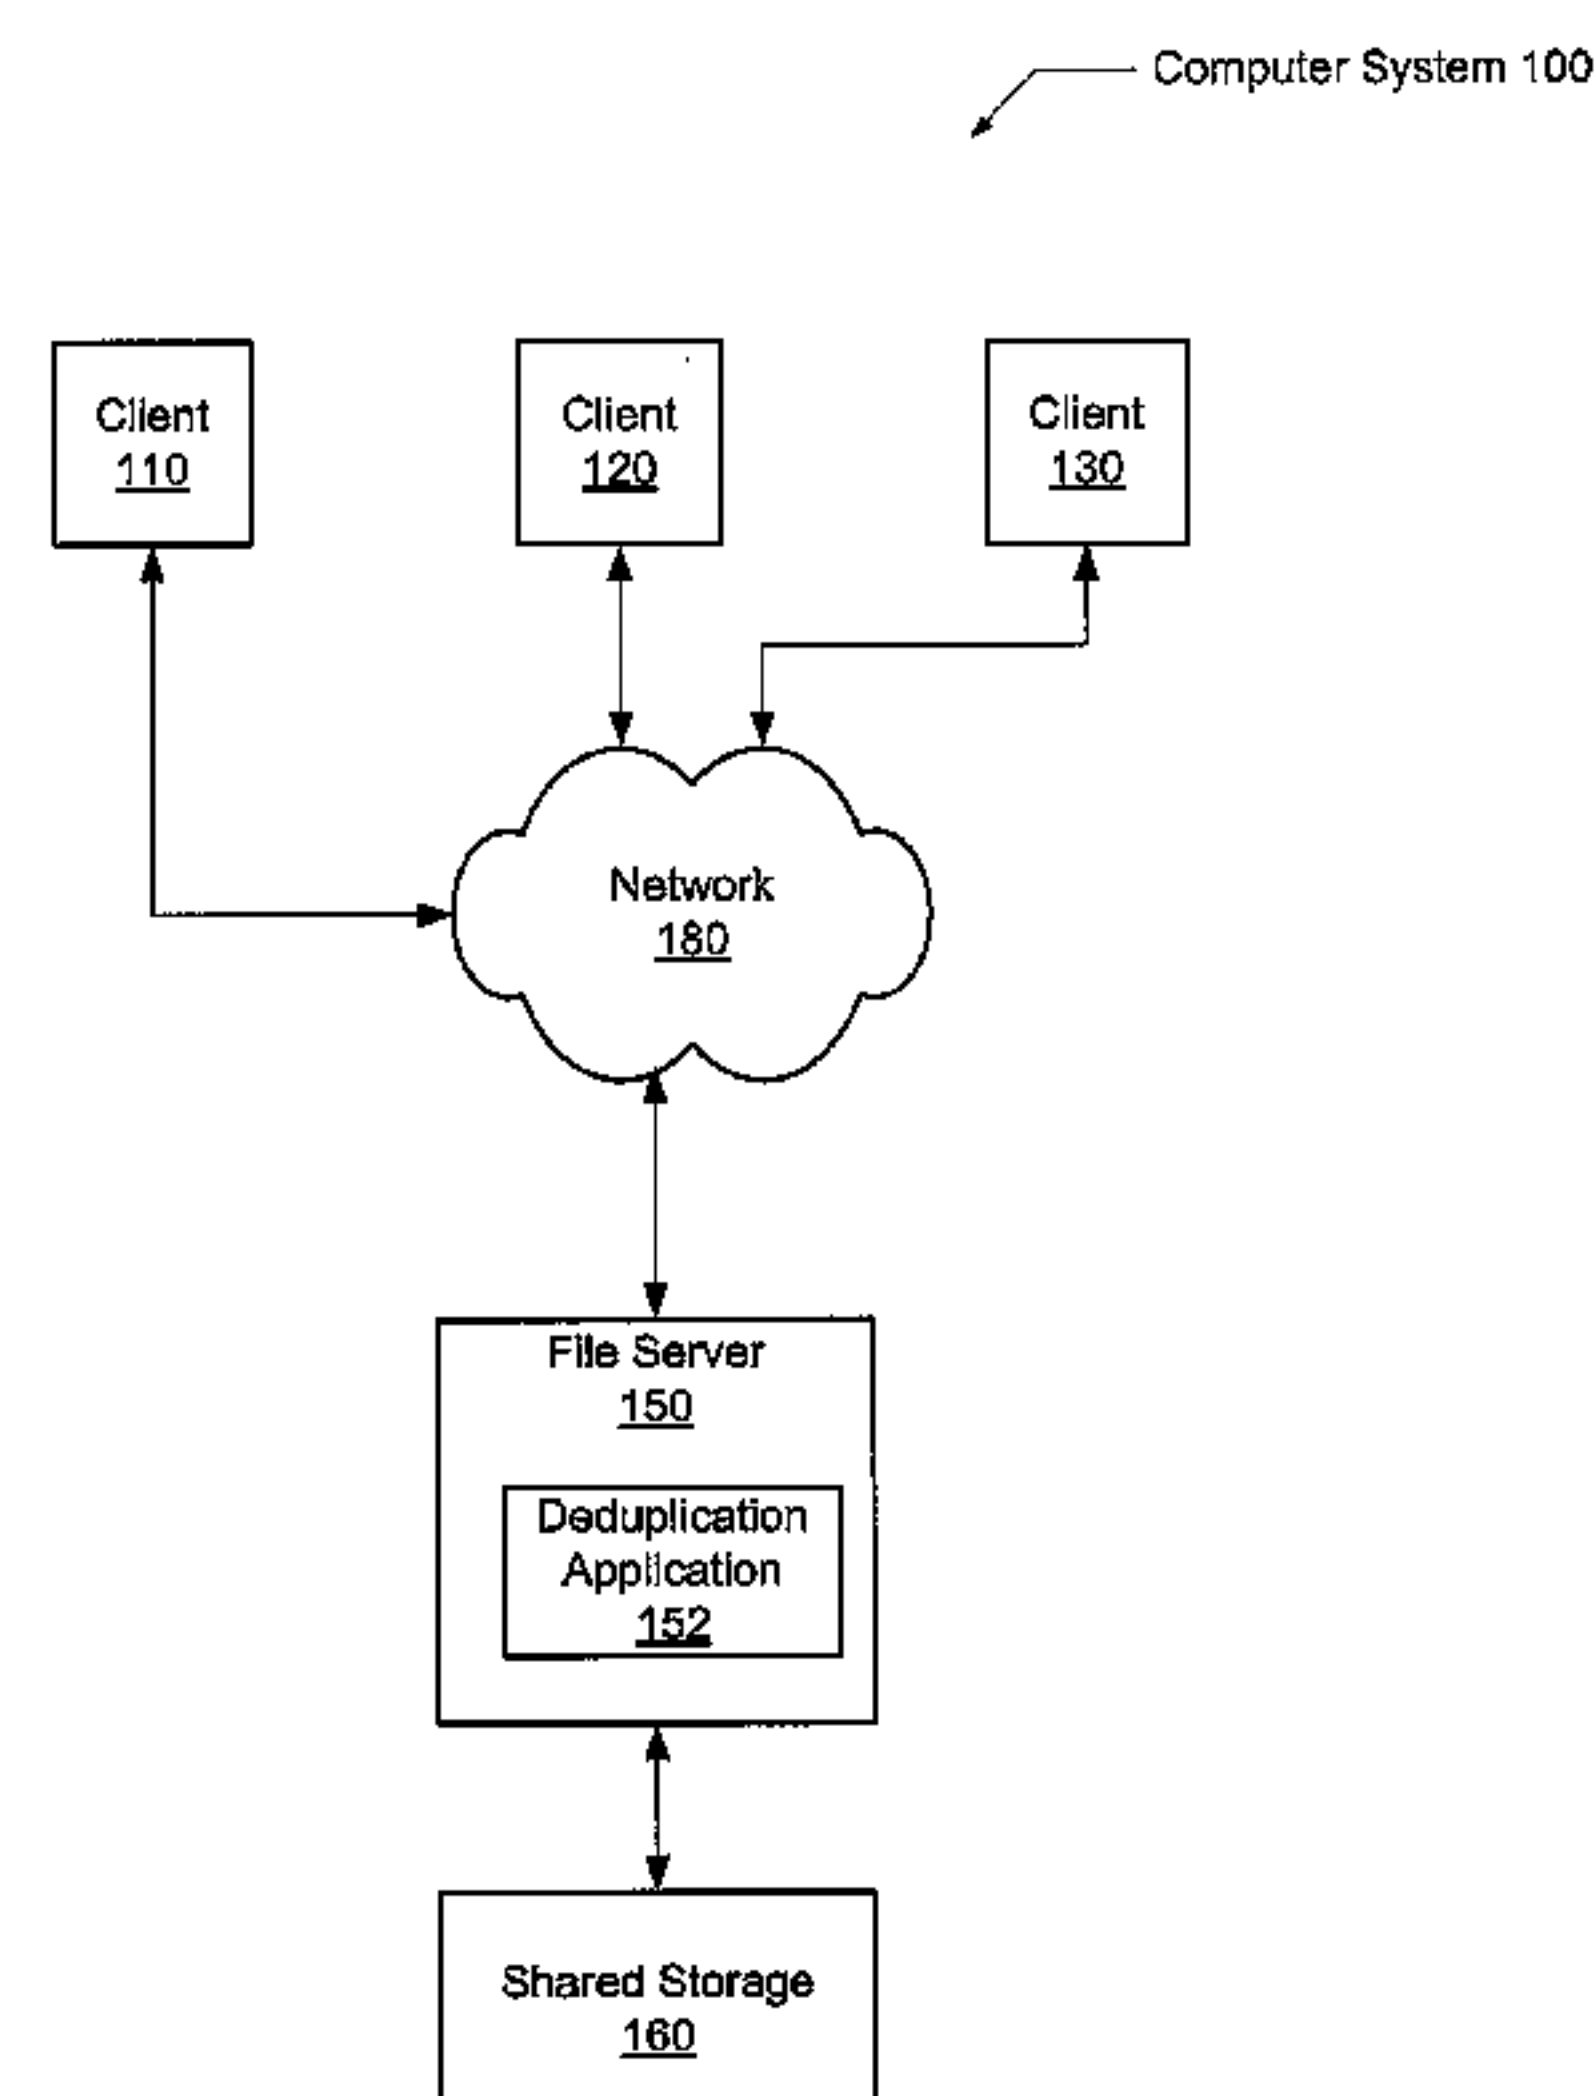 Computer System 100
Client
110
Client
120
Client
130
Network
180
File Server
150
Deduplication
Application
152
Shared Storage
160